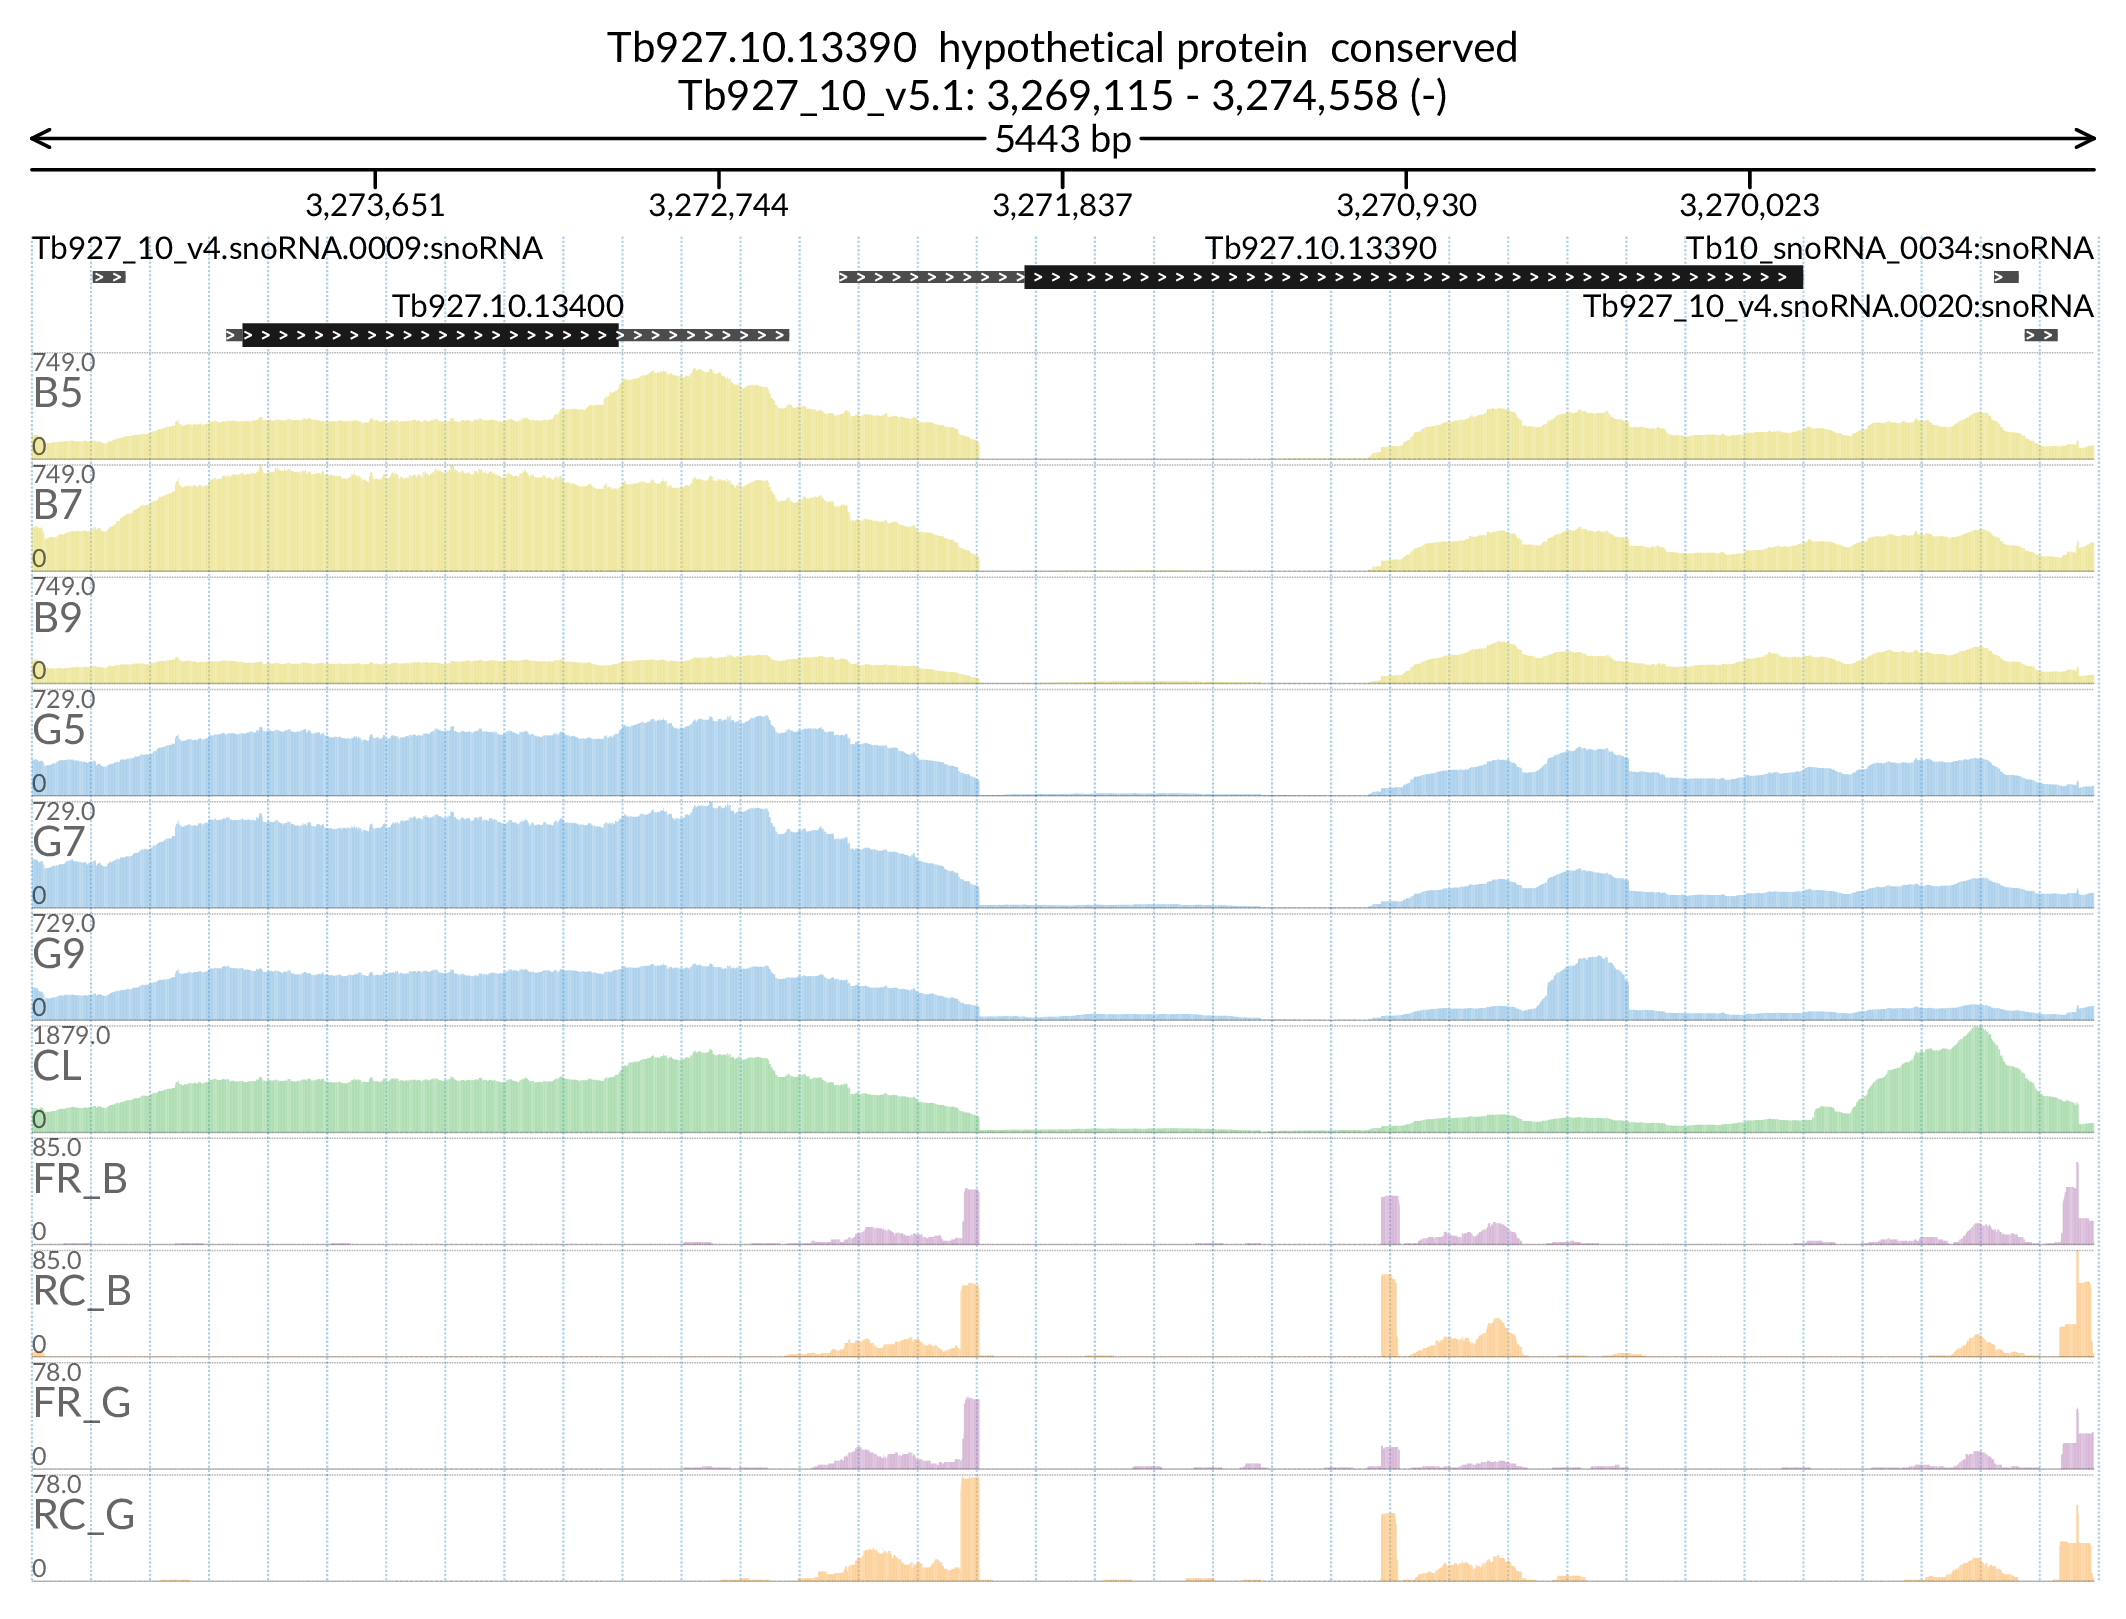 Tb927.10.13390 hypothetical protein conserved
Tb927_10_v5.1: 3,269,115 - 3,274,558 (-)
5443 bp
3,273,651 3,272,744 3,271,837 3,270,930 3,270,023
Tb927_10_v4.snoRNA.0009:snoRNA Tb927.10.13390 Tb10_snoRNA_0034:snoRNA
Tb927.10.13400 Tb927_10_v4.snoRNA.0020:snoRNA
749.0
B5
0
749.0
B7
0
749.0
B9
0
729.0
G5
0
729.0
G7
0
729.0
G9
0
1879.0
CL
0
85.0
FR_B
0
85.0
RC_B
0
78.0
FR_G
0
78.0
RC_G
0